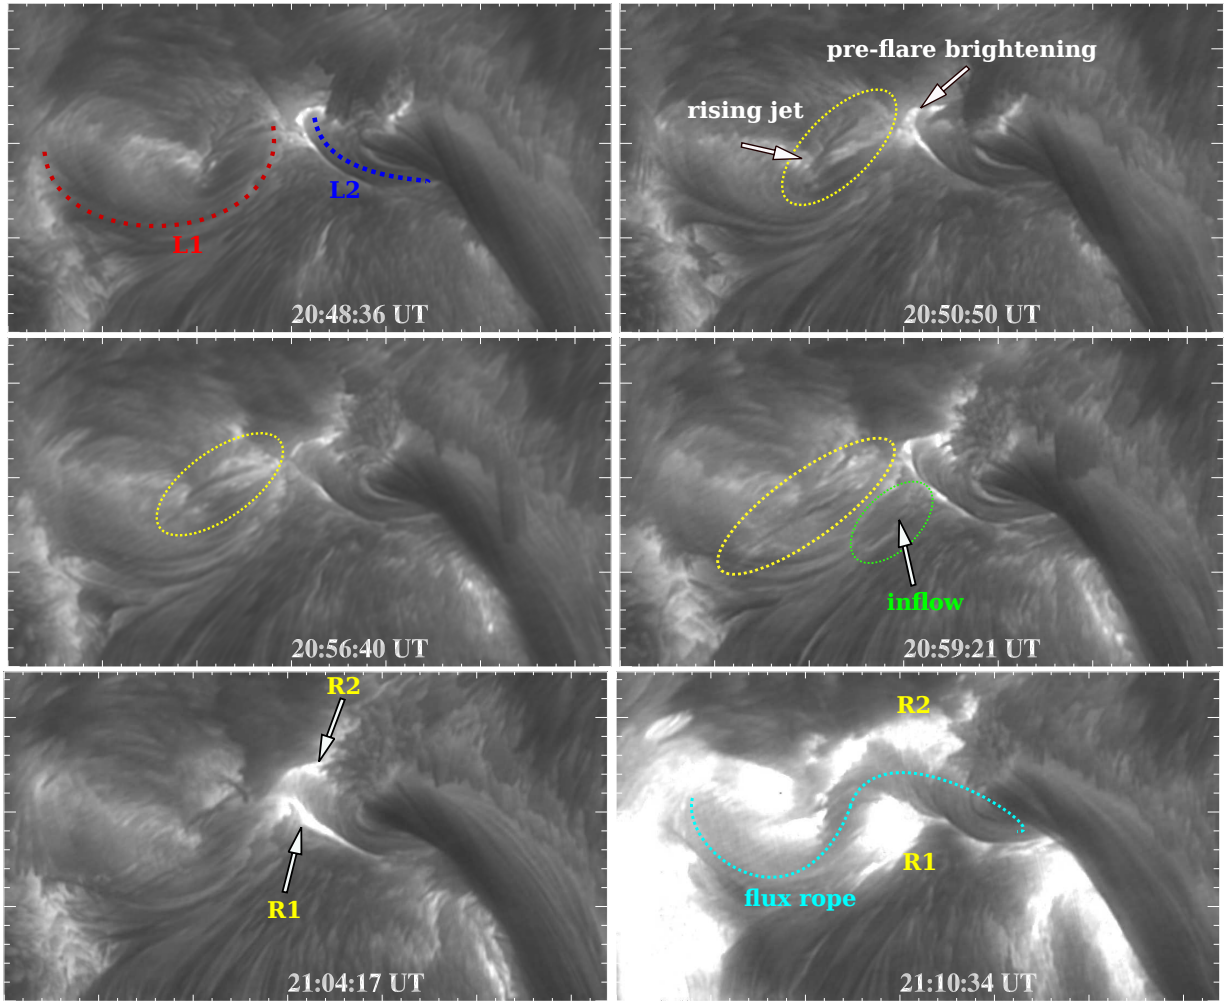 L1
L2
20:48:36 UT
pre-flare brightening
rising jet
20:50:50 UT
20:56:40 UT
inflow
20:59:21 UT
R2
R1
21:04:17 UT
R2
R1
flux rope
21:10:34 UT